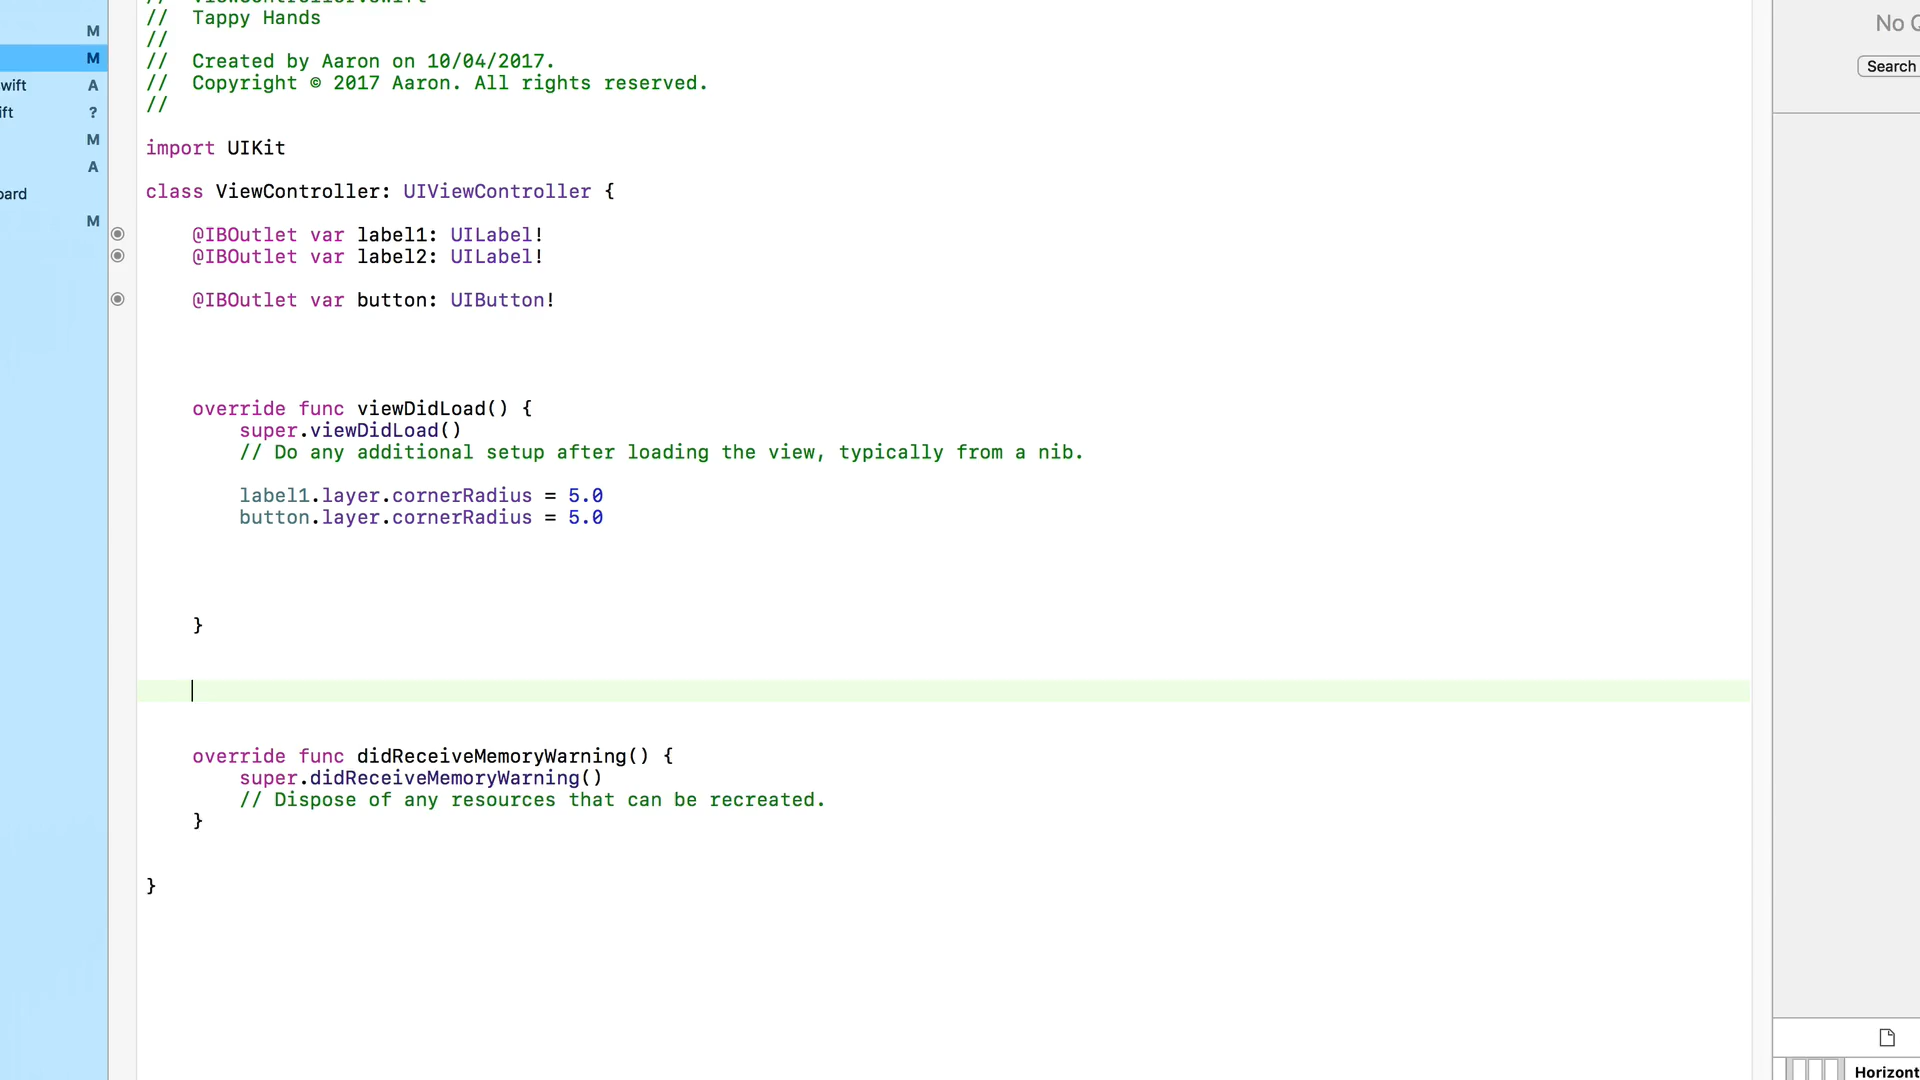 //  Tappy Hands
//
//  Created by Aaron on 10/04/2017.
//  Copyright © 2017 Aaron. All rights reserved.
//
import UIKit
class ViewController: UIViewController {
@IBOutlet var label1: UILabel!
@IBOutlet var label2: UILabel!
@IBOutlet var button: UIButton!
override func viewDidLoad() {
super.viewDidLoad()
// Do any additional setup after loading the view, typically from a nib.
label1.layer.cornerRadius = 5.0
button.layer.cornerRadius = 5.0
}
override func didReceiveMemoryWarning() {
super.didReceiveMemoryWarning()
// Dispose of any resources that can be recreated.
}
}
M
M
wift A
ift ?
M
A
oard
M
No
Search
Horizont